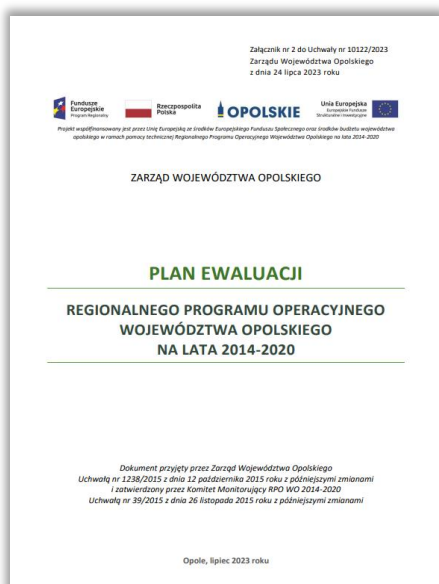 Załącznik nr 2 do Uchwały nr 10122/2023
Zarządu Województwa Opolskiego
z dnia 24 lipca 2023 roku
Fundusze
Europejskie
Program Regionalny
Rzeczpospolita
Polska
OPOLSKIE
Unia Europejska
Europejskie Fundusze
Strukturalne i Inwestycyjne
Projekt współfinansowany jest przez Unię Europejską ze środków Europejskiego Funduszu Społecznego oraz środków budżetu województwa
opolskiego w ramach pomocy technicznej Regionalnego Programu Operacyjnego Województwa Opolskiego na lata 2014-2020
ZARZĄD WOJEWÓDZTWA OPOLSKIEGO
PLAN EWALUACJI
REGIONALNEGO PROGRAMU OPERACYJNEGO
WOJEWÓDZTWA OPOLSKIEGO
NA LATA 2014-2020
Dokument przyjęty przez Zarząd Województwa Opolskiego
Uchwałą nr 1238/2015 z dnia 12 października 2015 roku z późniejszymi zmianami
i zatwierdzony przez Komitet Monitorujący RPO WO 2014-2020
Uchwałą nr 39/2015 z dnia 26 listopada 2015 roku z późniejszymi zmianami
Opole, lipiec 2023 roku